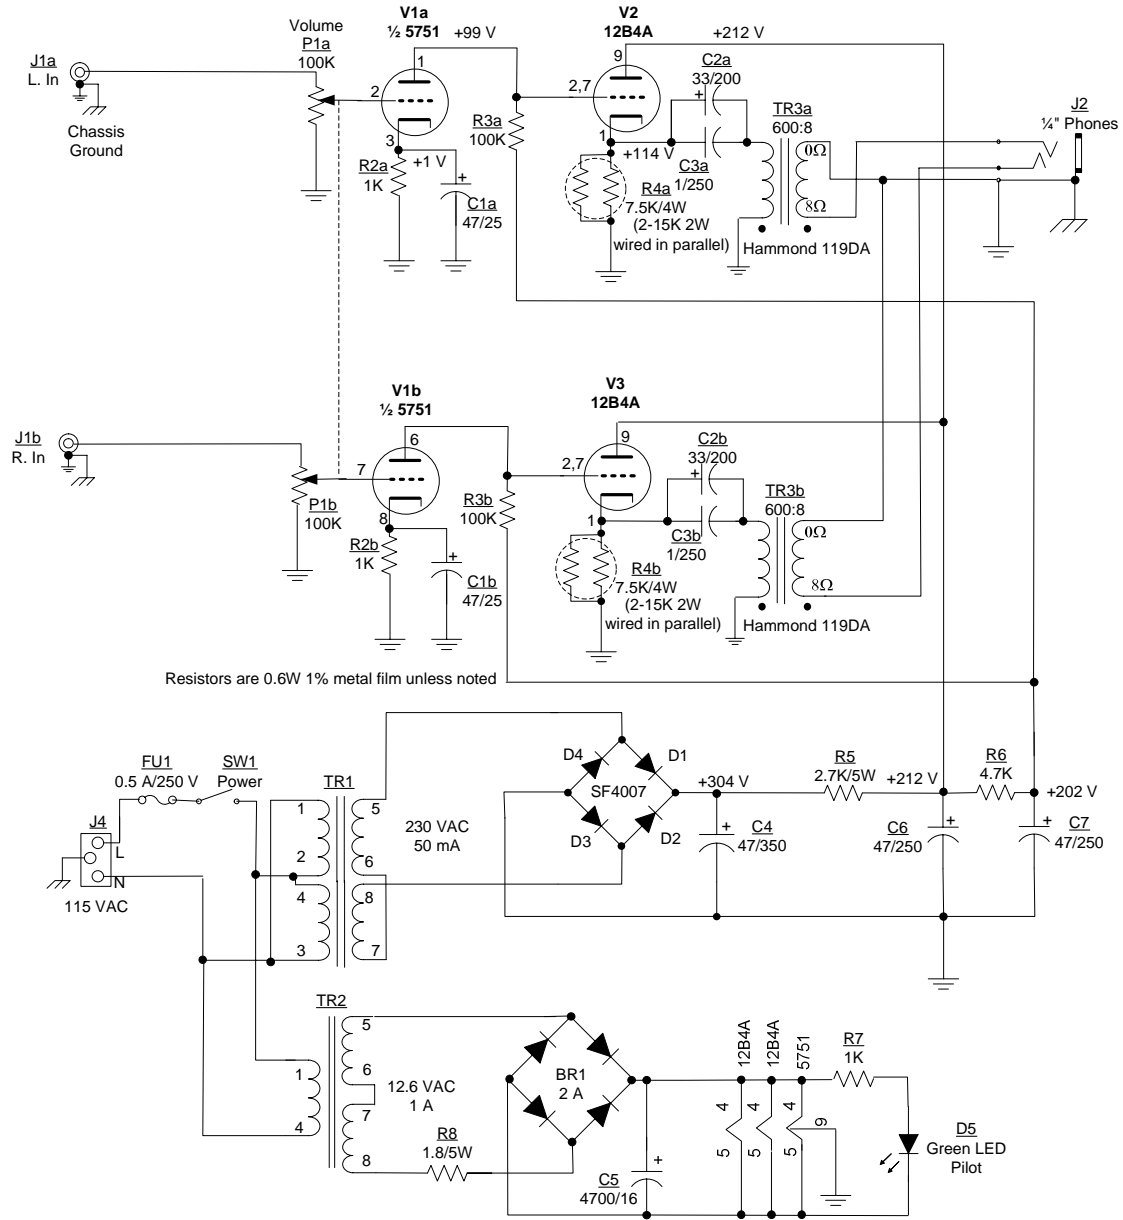 V1a
½ 5751
V2
12B4A
Volume
P1a
100K
+99 V
+212 V
J1a
L. In
1
9
C2a
33/200
+
2
2,7
R3a
100K
TR3a
600:8
J2
¼" Phones
Chassis
Ground
3
+1 V
1
+114 V
0Ω
R2a
1K
+
C3a
1/250
R4a
7.5K/4W
(2-15K 2W
wired in parallel)
C1a
47/25
8Ω
Hammond 119DA
V1b
½ 5751
V3
12B4A
J1b
R. In
6
9
C2b
33/200
+
7
2,7
R3b
100K
TR3b
600:8
P1b
100K
8
1
0Ω
R2b
1K
+
C3b
1/250
R4b
7.5K/4W
(2-15K 2W
wired in parallel)
C1b
47/25
8Ω
Hammond 119DA
Resistors are 0.6W 1% metal film unless noted
FU1
0.5 A/250 V
SW1
Power
TR1
D4
D1
SF4007
D3
D2
+304 V
R5
2.7K/5W
+212 V
R6
4.7K
+202 V
1
5
230 VAC
50 mA
+
C4
47/350
C6
47/250
+
+
C7
47/250
J4
L
N
115 VAC
2
6
4
8
3
7
TR2
5
12.6 VAC
1 A
1
6
7
4
8
R8
1.8/5W
BR1
2 A
+
C5
4700/16
12B4A
12B4A
5751
4
4
4
5
5
5
9
R7
1K
D5
Green LED
Pilot